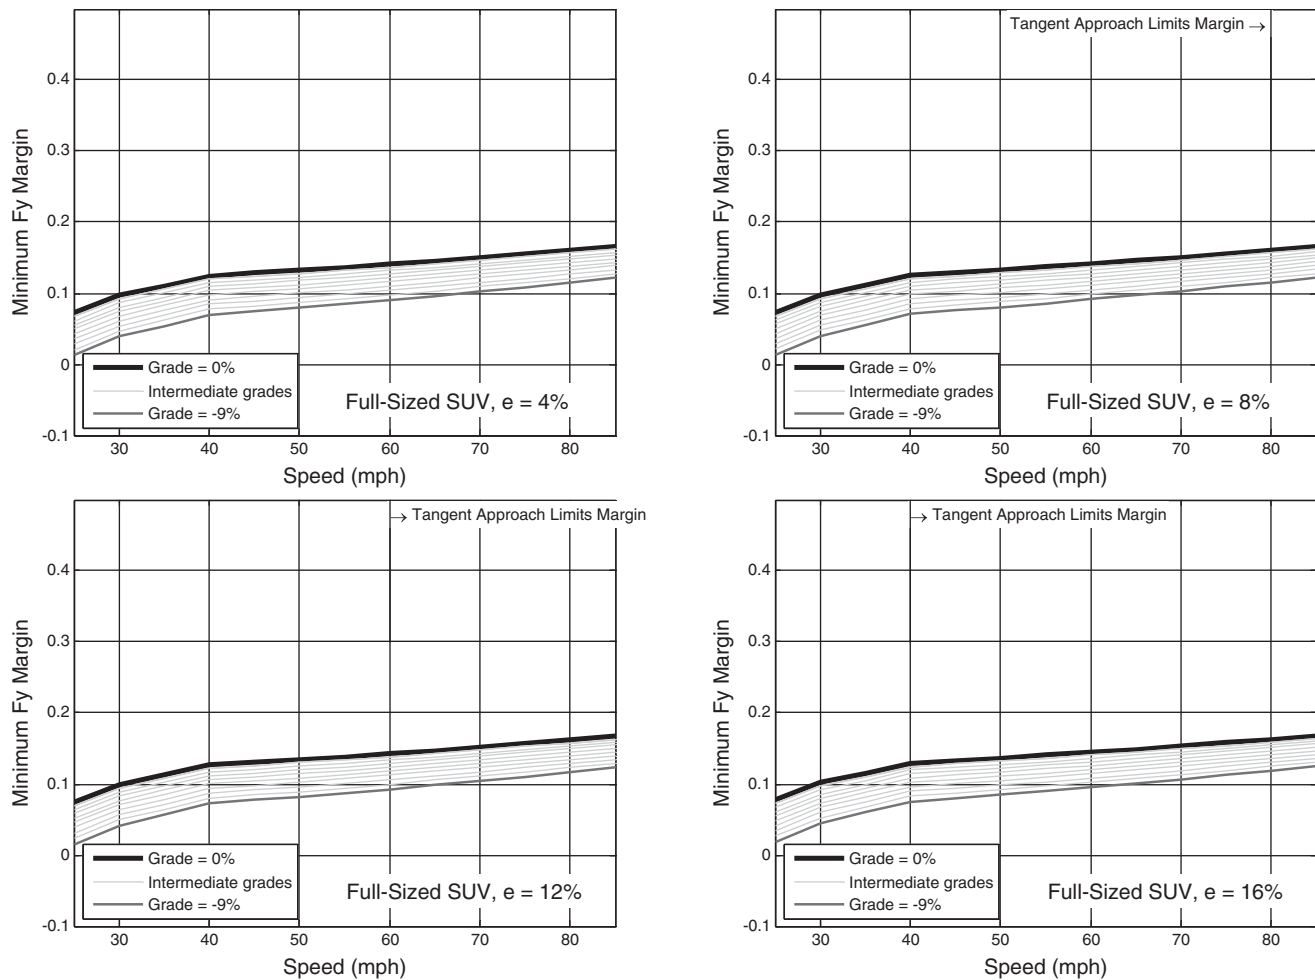 Minimum Fy Margin
0.4
0.3
0.2
0.1
0
-0.1
Grade = 0%
Intermediate grades
Grade = -9%
Full-Sized SUV, e = 4%
30 40 50 60 70 80
Speed (mph)
Tangent Approach Limits Margin →
Minimum Fy Margin
0.4
0.3
0.2
0.1
0
-0.1
Grade = 0%
Intermediate grades
Grade = -9%
Full-Sized SUV, e = 8%
30 40 50 60 70 80
Speed (mph)
→ Tangent Approach Limits Margin
Minimum Fy Margin
0.4
0.3
0.2
0.1
0
-0.1
Grade = 0%
Intermediate grades
Grade = -9%
Full-Sized SUV, e = 12%
30 40 50 60 70 80
Speed (mph)
→ Tangent Approach Limits Margin
Minimum Fy Margin
0.4
0.3
0.2
0.1
0
-0.1
Grade = 0%
Intermediate grades
Grade = -9%
Full-Sized SUV, e = 16%
30 40 50 60 70 80
Speed (mph)